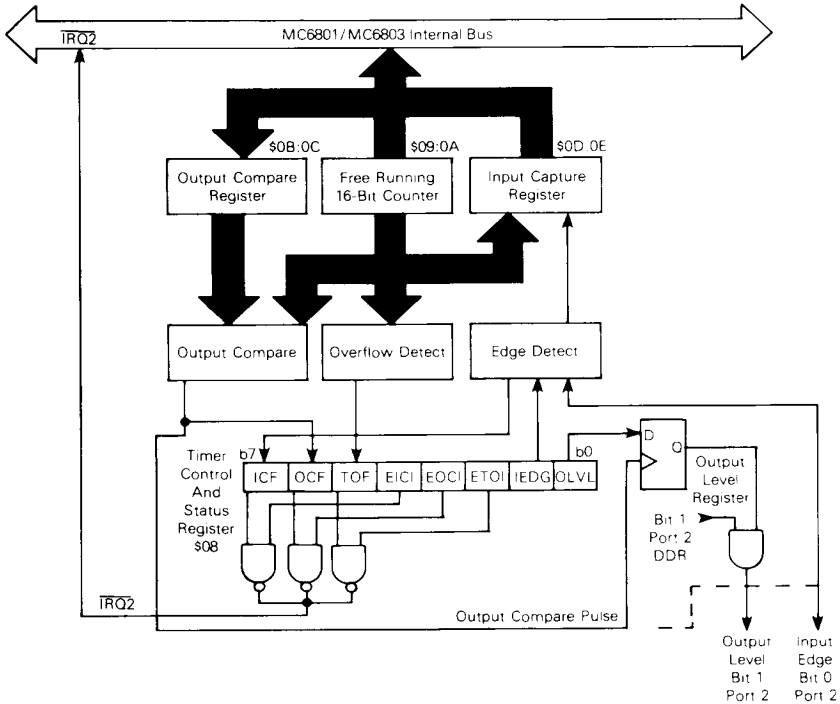 MC6801/MC6803 Internal Bus
IRQ2
$0B:0C
$09:0A
$0D:0E
Output Compare
Register
Free Running
16-Bit Counter
Input Capture
Register
Output Compare
Overflow Detect
Edge Detect
b7
b0
Timer
Control
And
Status
Register
$08
ICF
OCF
TOF
EICI
EOCI
ETOI
IEDG
OLVL
D
Q
Output
Level
Register
Bit 1
Port 2
DDR
IRQ2
Output Compare Pulse
Output
Level
Bit 1
Port 2
Input
Edge
Bit 0
Port 2